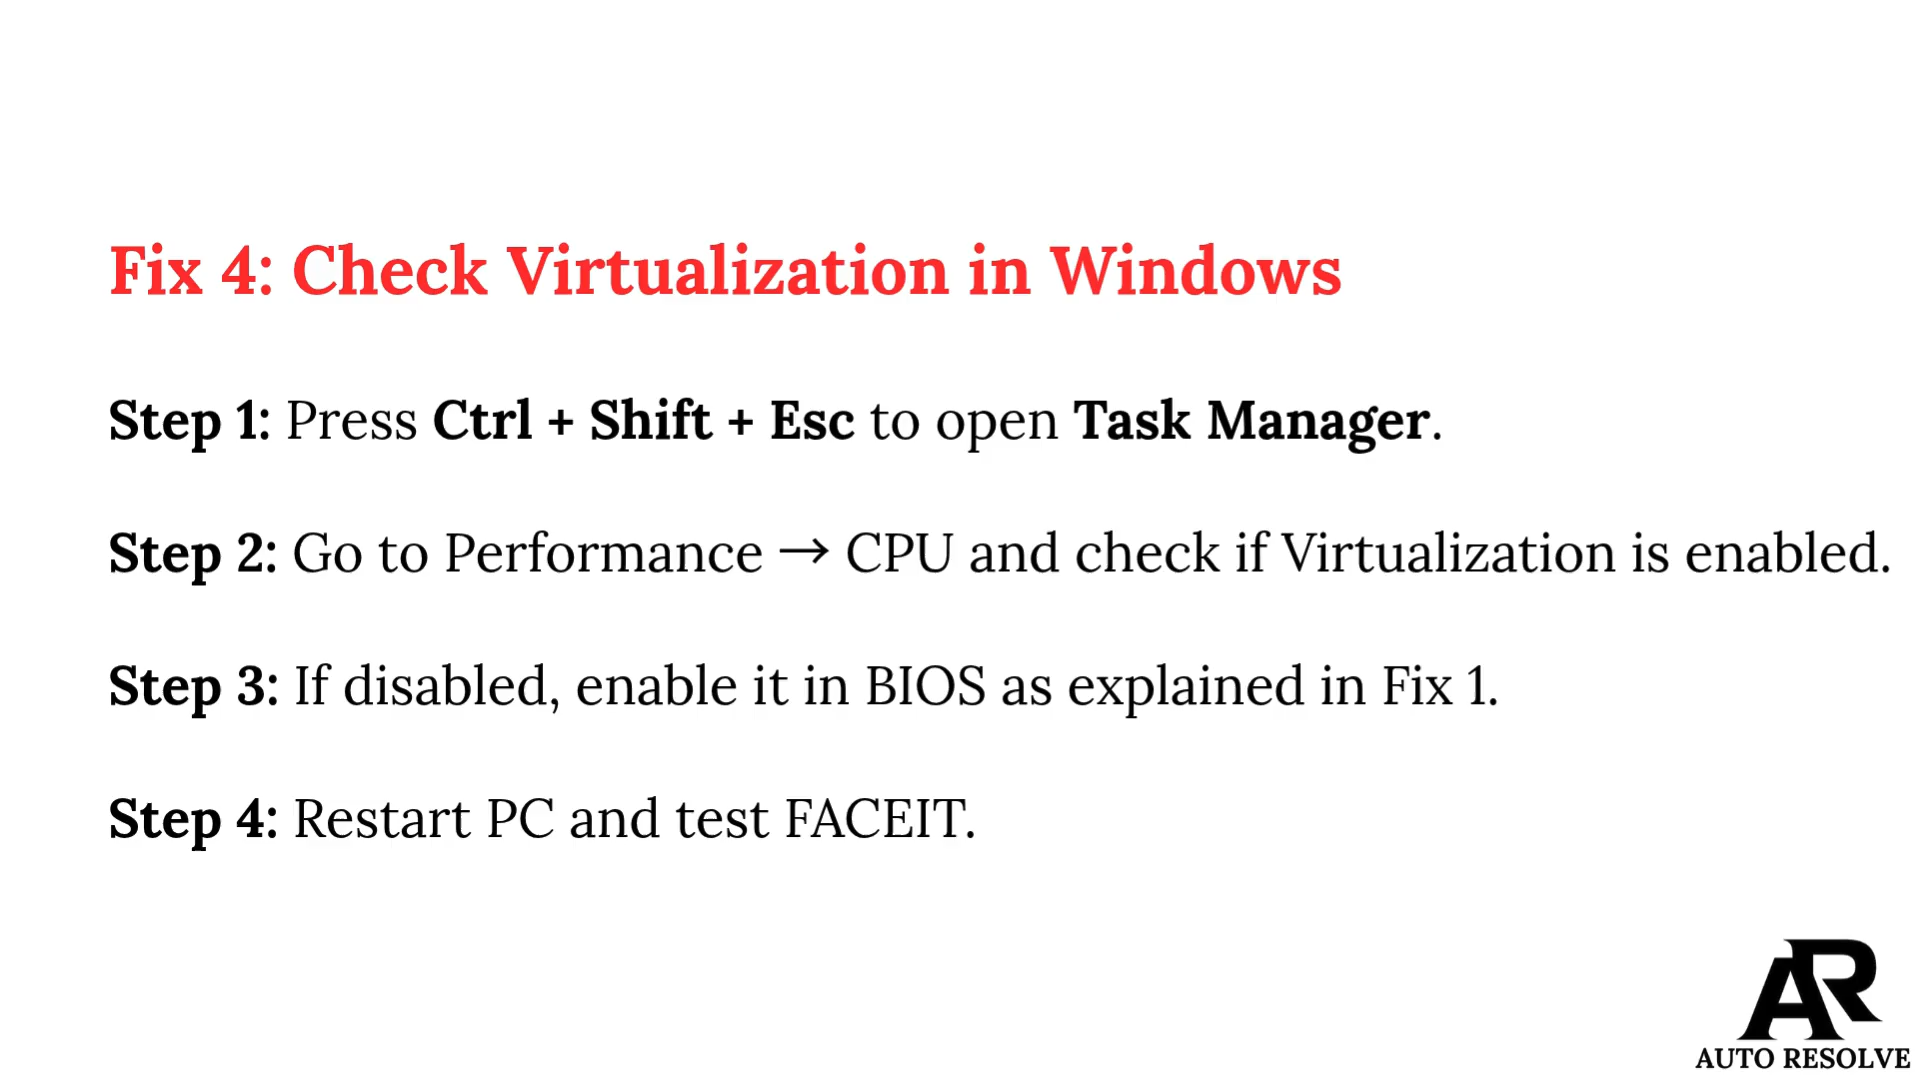 Fix 4: Check Virtualization in Windows
Step 1: Press Ctrl + Shift + Esc to open Task Manager.
Step 2: Go to Performance → CPU and check if Virtualization is enabled.
Step 3: If disabled, enable it in BIOS as explained in Fix 1.
Step 4: Restart PC and test FACEIT.
AR
AUTO RESOLVE